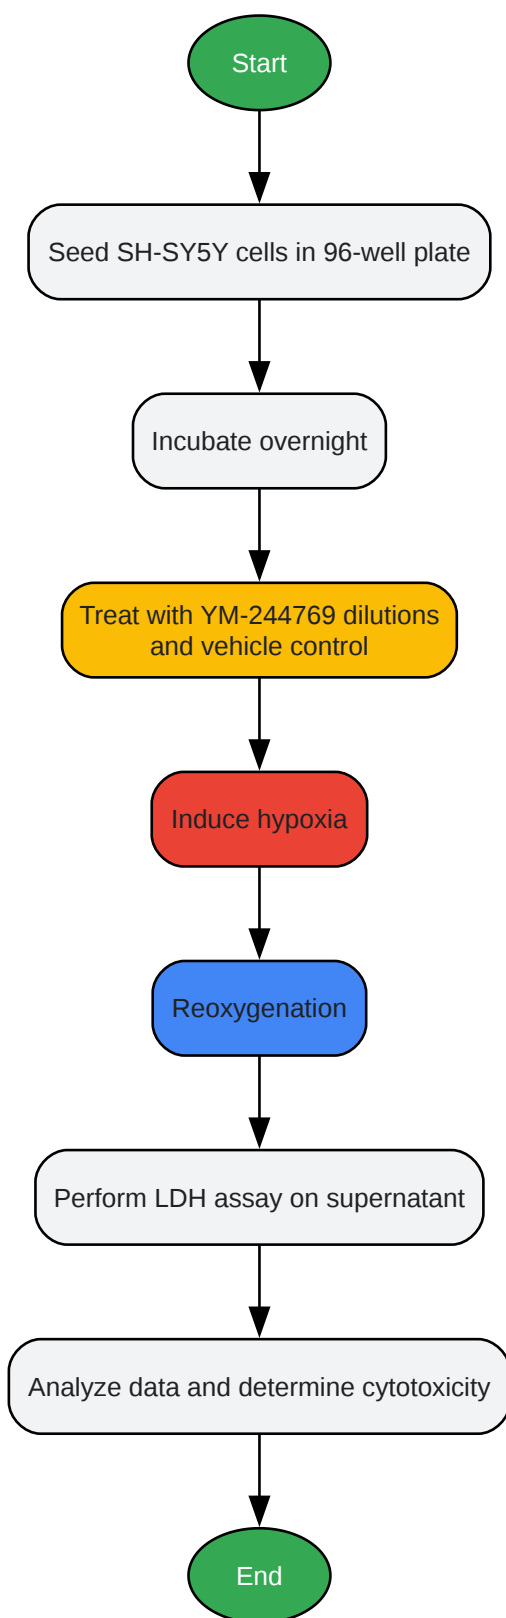 Start
Seed SH-SY5Y cells in 96-well plate
Incubate overnight
Treat with YM-244769 dilutions
and vehicle control
Induce hypoxia
Reoxygenation
Perform LDH assay on supernatant
Analyze data and determine cytotoxicity
End